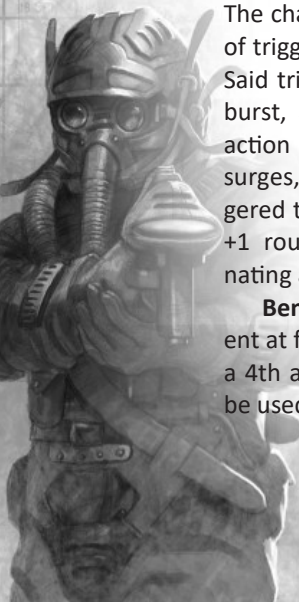 The cha
of trigg
Said tri
burst,
action
surges,
gered t
+1 rou
nating
Ber
ent at f
a 4th a
be used